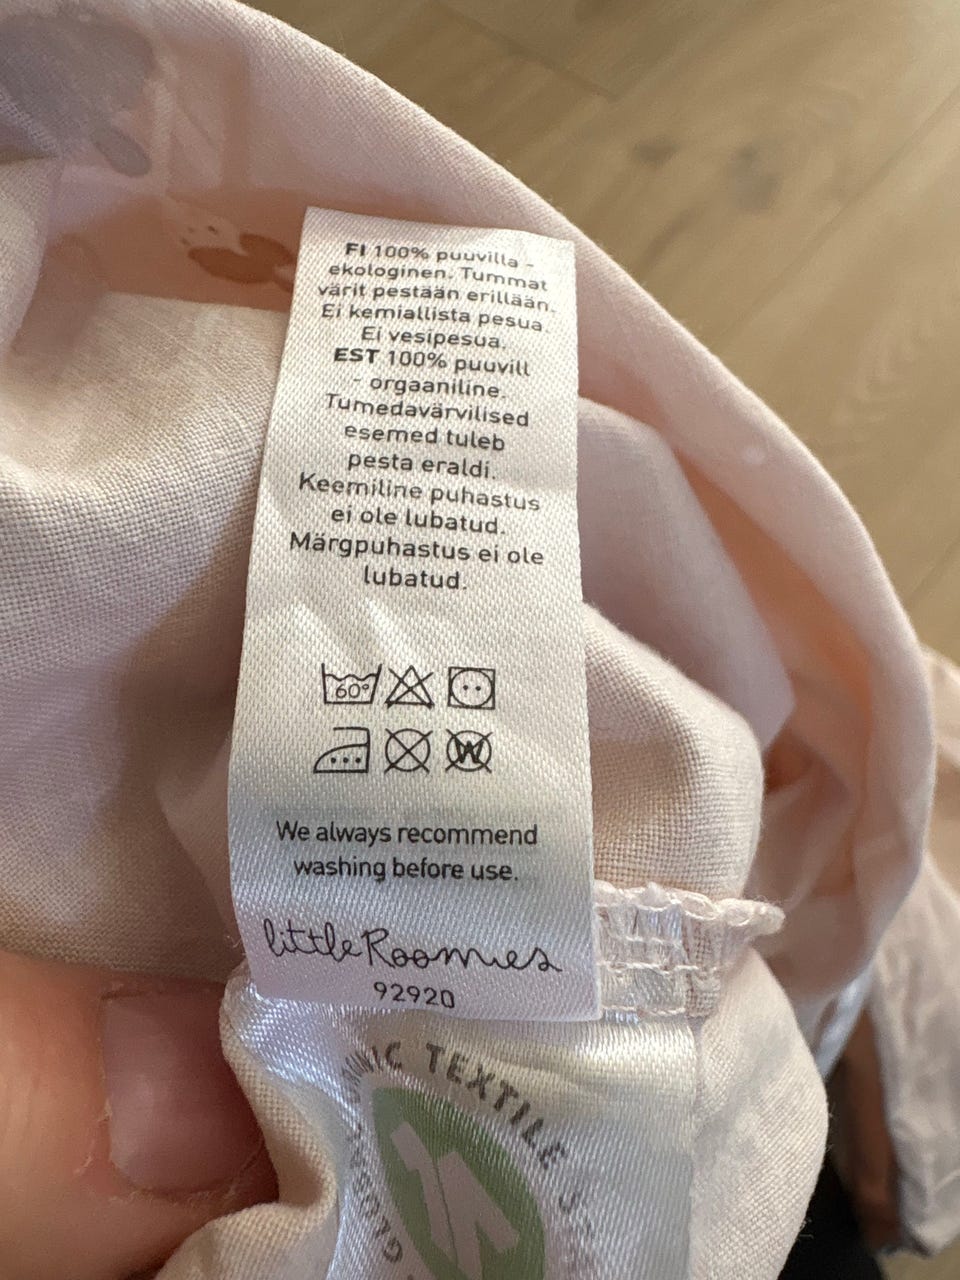 FI 100% puuvilla -
ekologinen. Tummat
värit pestään erillään.
Ei kemiallista pesua.
Ei vesipesua.
EST 100% puuvill
- orgaaniline.
Tumedavärvilised
esemed tuleb
pesta eraldi.
Keemiline puhastus
ei ole lubatud.
Märgpuhastus ei ole
lubatud.
60°
W
We always recommend
washing before use.
littleRoomies
92920
TEXTILE